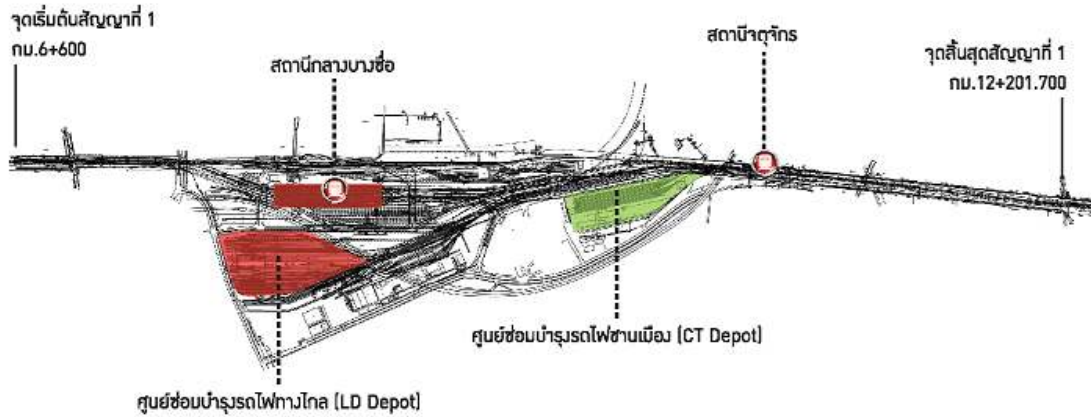 จุดเริ่มต้นสัญญาที่ 1
กม.6+600
สถานีกลางบางซื่อ
สถานีจตุจักร
จุดสิ้นสุดสัญญาที่ 1
กม.12+201.700
ศูนย์ซ่อมบำรุงรถไฟชานเมือง (CT Depot)
ศูนย์ซ่อมบำรุงรถไฟทางไกล (LD Depot)